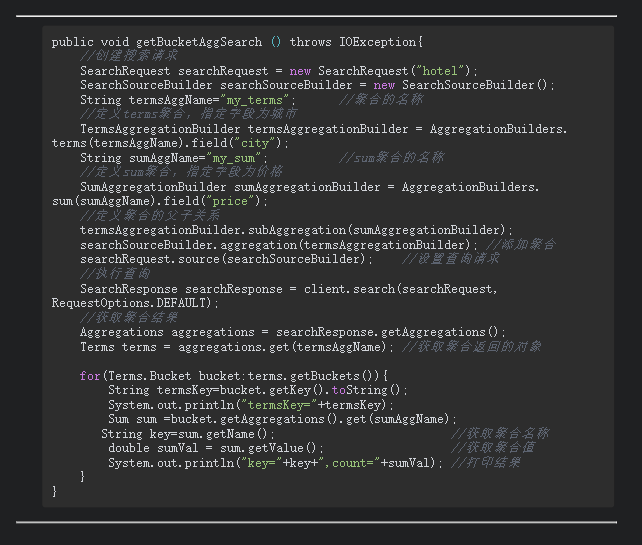 public void getBucketAggSearch () throws IOException{
//创建搜索请求
SearchRequest searchRequest = new SearchRequest("hotel");
SearchSourceBuilder searchSourceBuilder = new SearchSourceBuilder();
String termsAggName="my_terms";      //聚合的名称
//定义terms聚合，指定字段为城市
TermsAggregationBuilder termsAggregationBuilder = AggregationBuilders.
terms(termsAggName).field("city");
String sumAggName="my_sum";          //sum聚合的名称
//定义sum聚合，指定字段为价格
SumAggregationBuilder sumAggregationBuilder = AggregationBuilders.
sum(sumAggName).field("price");
//定义聚合的父子关系
termsAggregationBuilder.subAggregation(sumAggregationBuilder);
searchSourceBuilder.aggregation(termsAggregationBuilder); //添加聚合
searchRequest.source(searchSourceBuilder);    //设置查询请求
//执行查询
SearchResponse searchResponse = client.search(searchRequest,
RequestOptions.DEFAULT);
//获取聚合结果
Aggregations aggregations = searchResponse.getAggregations();
Terms terms = aggregations.get(termsAggName); //获取聚合返回的对象
for(Terms.Bucket bucket:terms.getBuckets()){
String termsKey=bucket.getKey().toString();
System.out.println("termsKey="+termsKey);
Sum sum =bucket.getAggregations().get(sumAggName);
String key=sum.getName();                         //获取聚合名称
double sumVal = sum.getValue();                  //获取聚合值
System.out.println("key="+key+",count="+sumVal); //打印结果
}
}